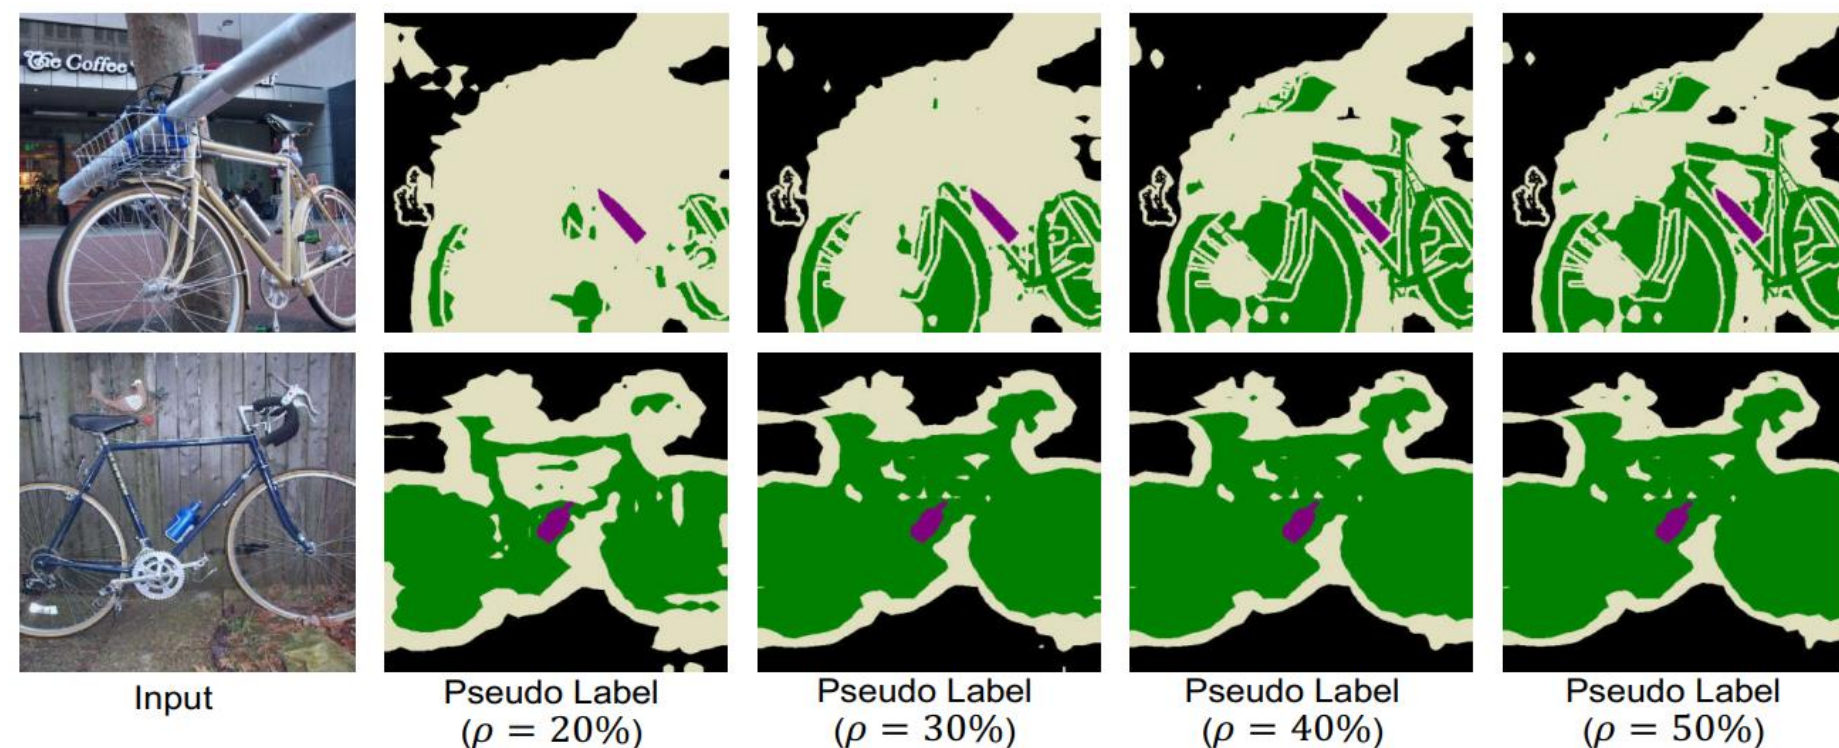 The Coffee
Input
Pseudo Label
(ρ = 20%)
Pseudo Label
(ρ = 30%)
Pseudo Label
(ρ = 40%)
Pseudo Label
(ρ = 50%)